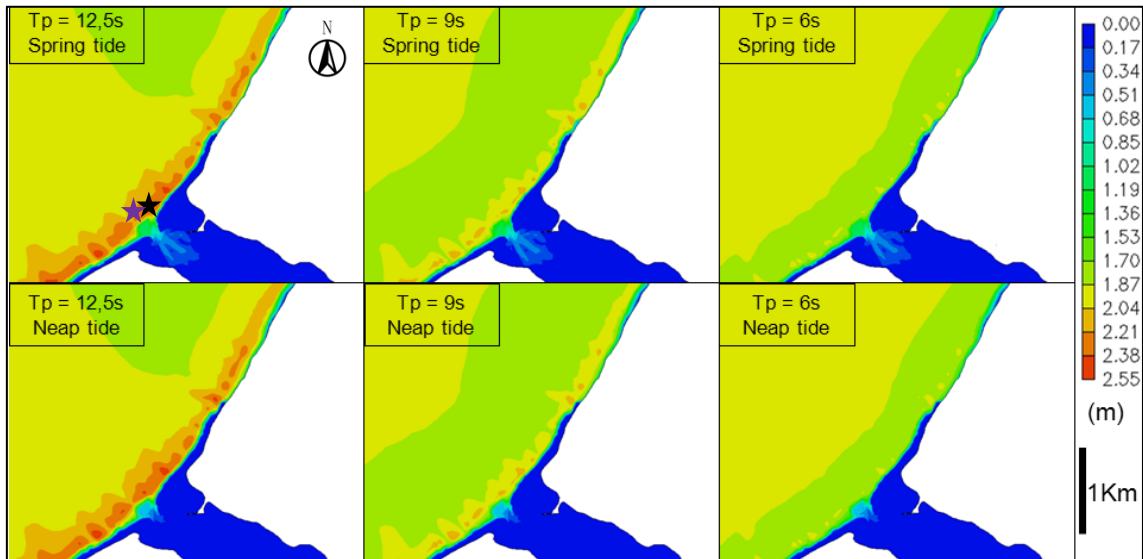 Tp = 12,5s
Spring tide
N
Tp = 9s
Spring tide
Tp = 6s
Spring tide
0.00
0.17
0.34
0.51
0.68
0.85
1.02
1.19
1.36
1.53
1.70
1.87
2.04
2.21
2.38
2.55
(m)
1Km
Tp = 12,5s
Neap tide
Tp = 9s
Neap tide
Tp = 6s
Neap tide